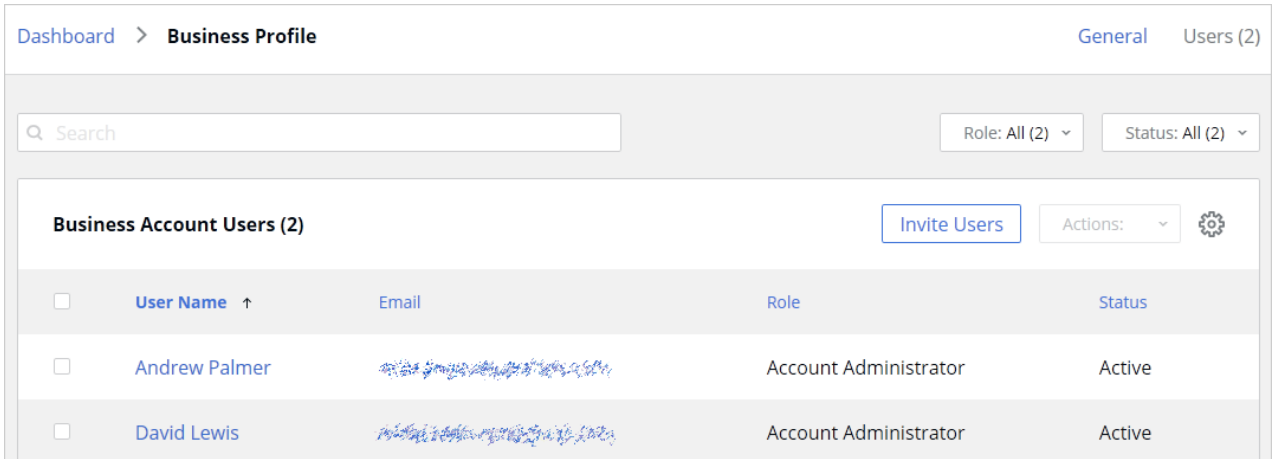 Dashboard > Business Profile General Users (2)
Search Role: All (2) Status: All (2)
Business Account Users (2) Invite Users Actions:
User Name ↑ Email Role Status
Andrew Palmer Account Administrator Active
David Lewis Account Administrator Active